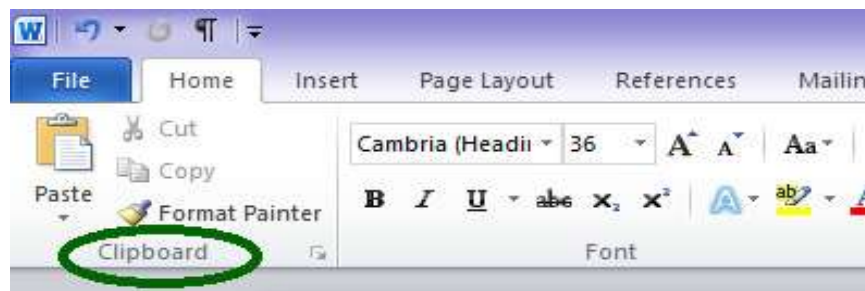 W ¶
File Home Insert Page Layout References Mailin
Cut
Cambria (Headii 36 A A Aa
Copy
Paste
B I U abc x₂ x² A ab A
Format Painter
Clipboard Font